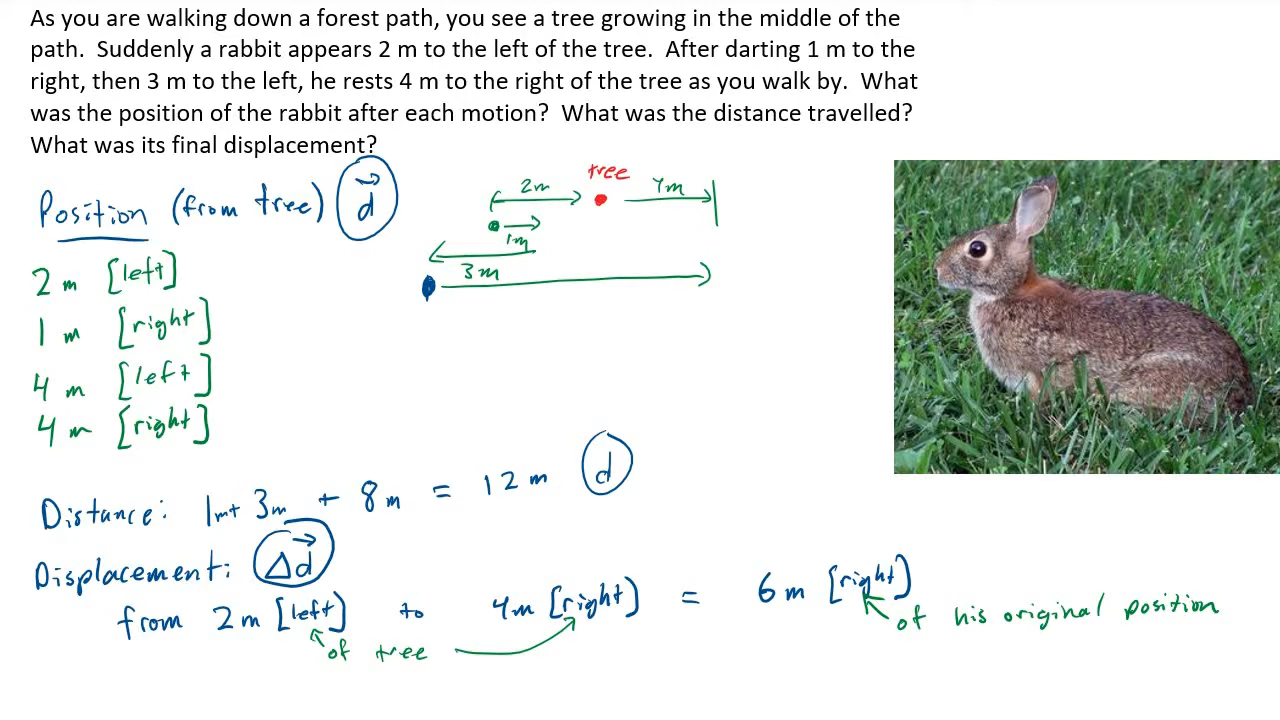 As you are walking down a forest path, you see a tree growing in the middle of the
path.  Suddenly a rabbit appears 2 m to the left of the tree.  After darting 1 m to the
right, then 3 m to the left, he rests 4 m to the right of the tree as you walk by.  What
was the position of the rabbit after each motion?  What was the distance travelled?
What was its final displacement?
tree
2m 4m
1m
3m
Position (from tree) d⃗
2 m [left]
1 m [right]
4 m [left]
4 m [right]
Distance: 1m + 3m + 8m = 12m d
Displacement: Δd⃗
from 2m [left] to 4m [right] = 6m [right]
of tree
of his original position